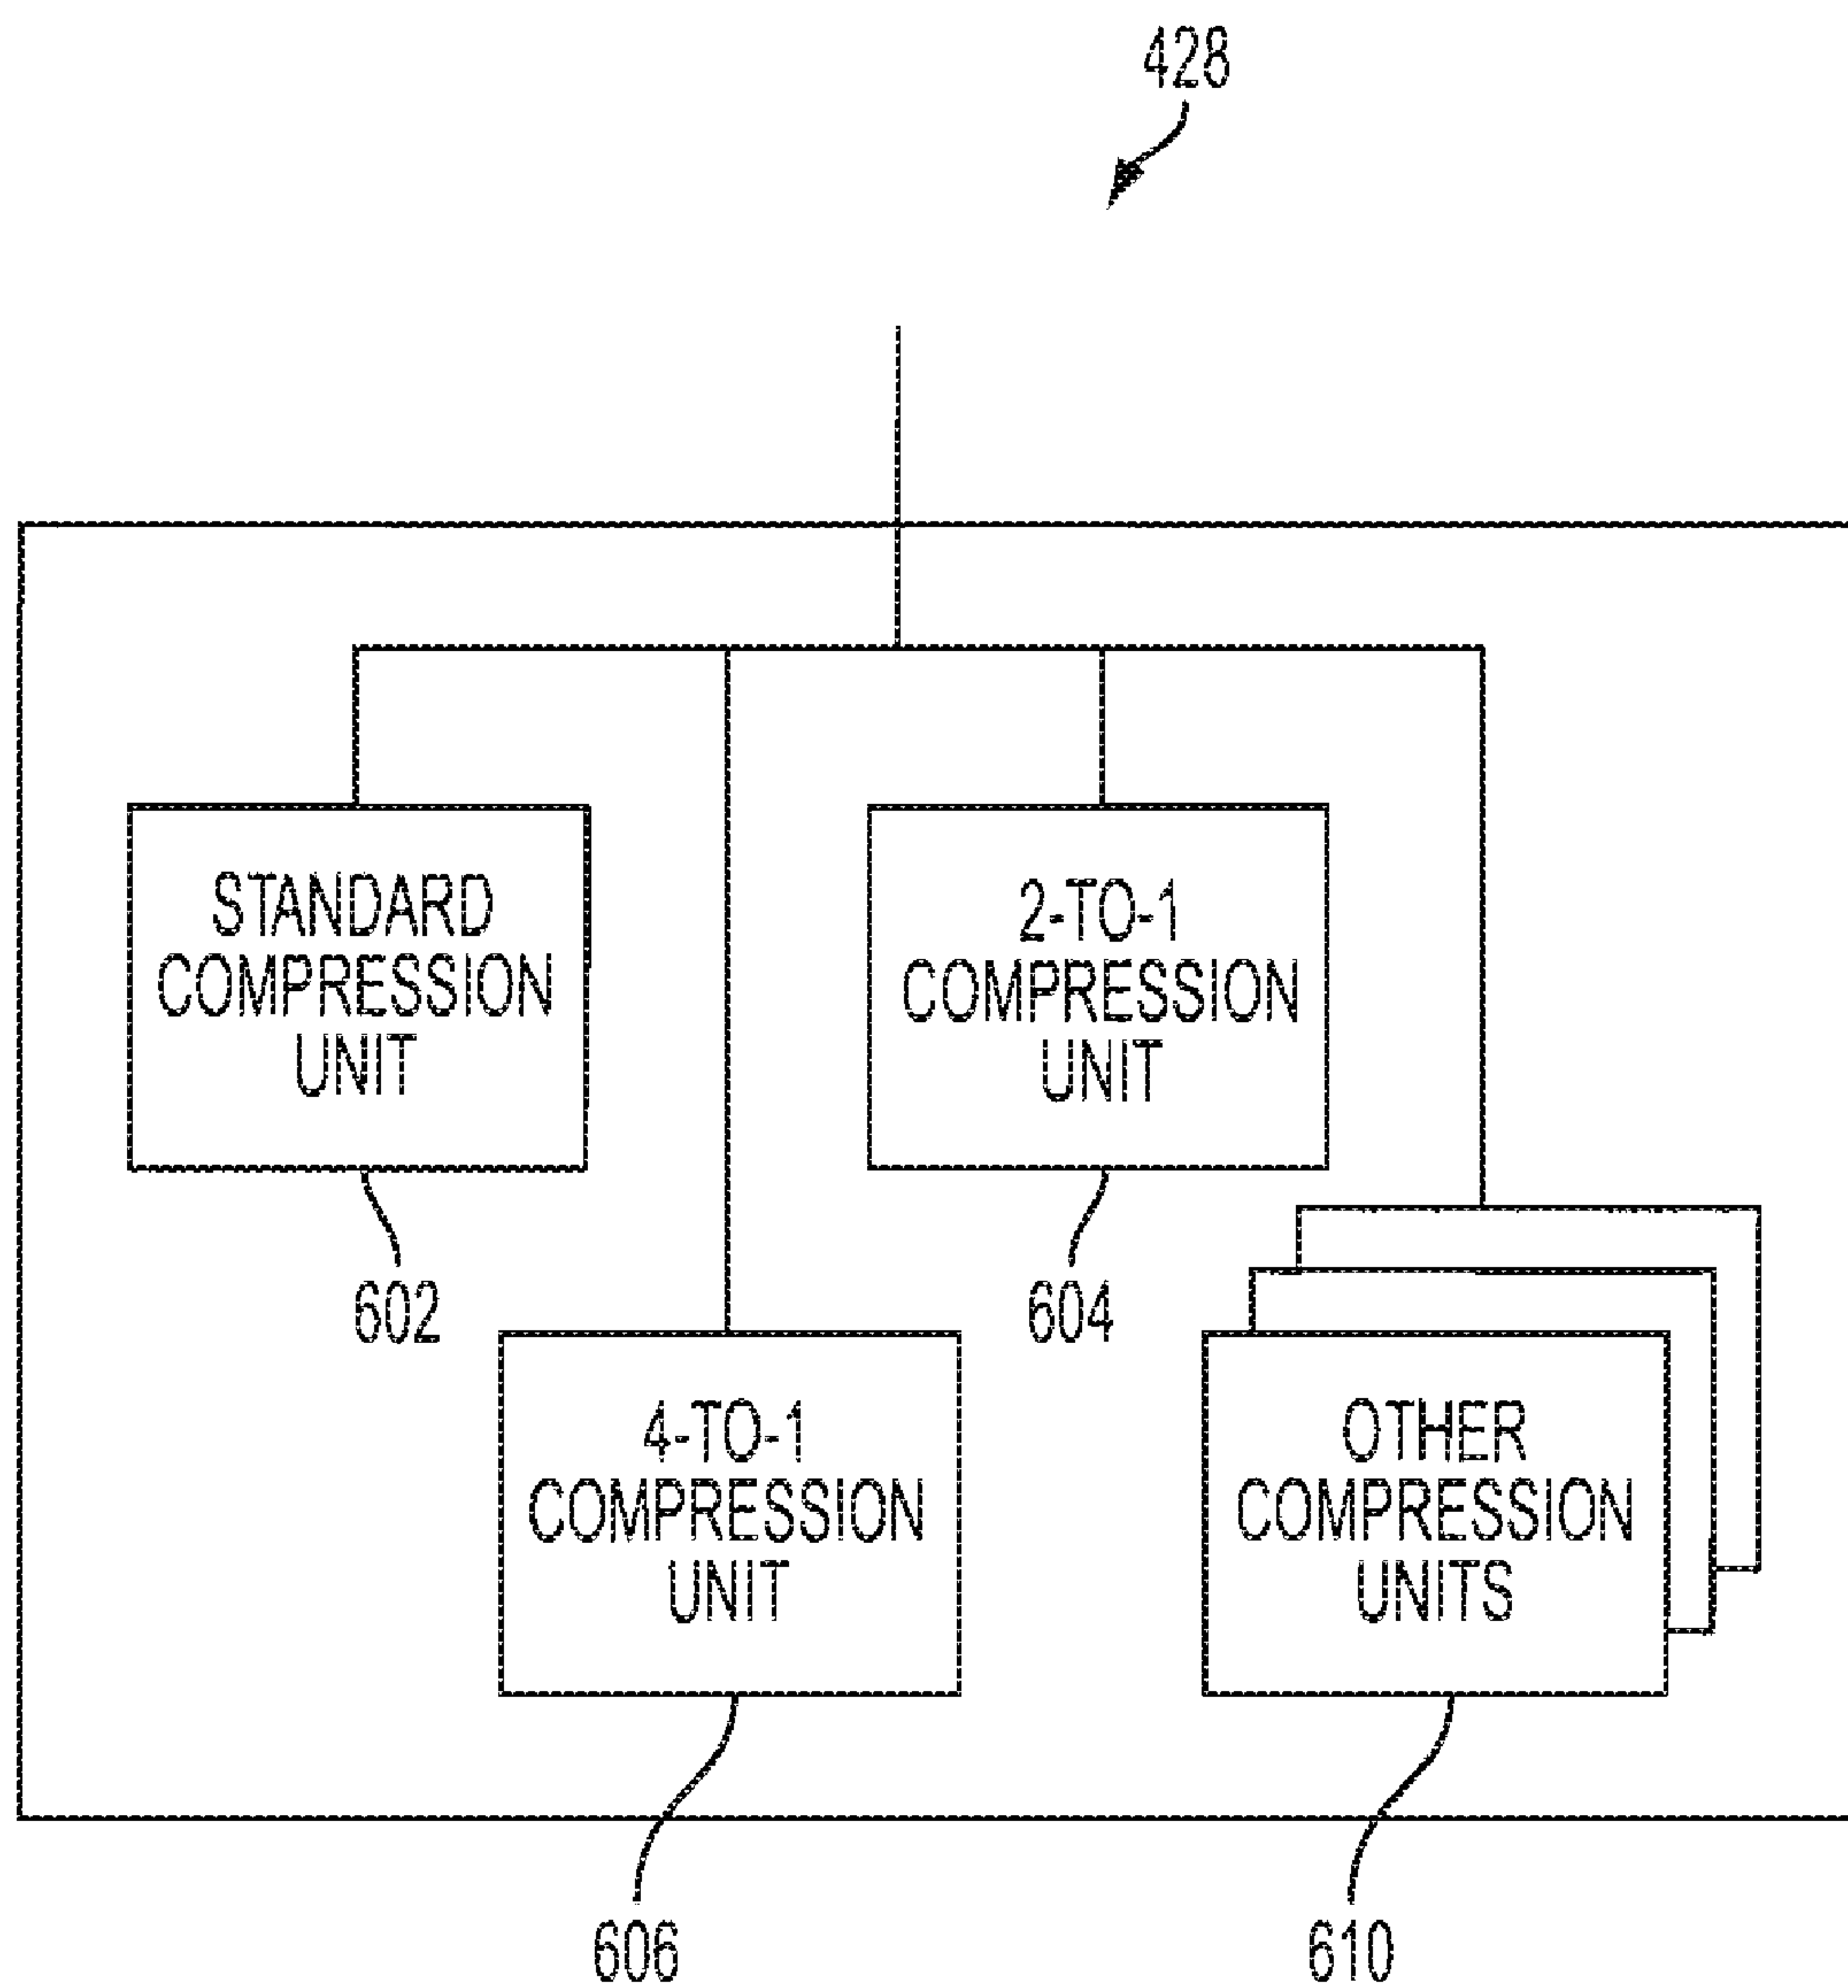 428
STANDARD
COMPRESSION
UNIT
2-TO-1
COMPRESSION
UNIT
602
604
4-TO-1
COMPRESSION
UNIT
OTHER
COMPRESSION
UNITS
606
610